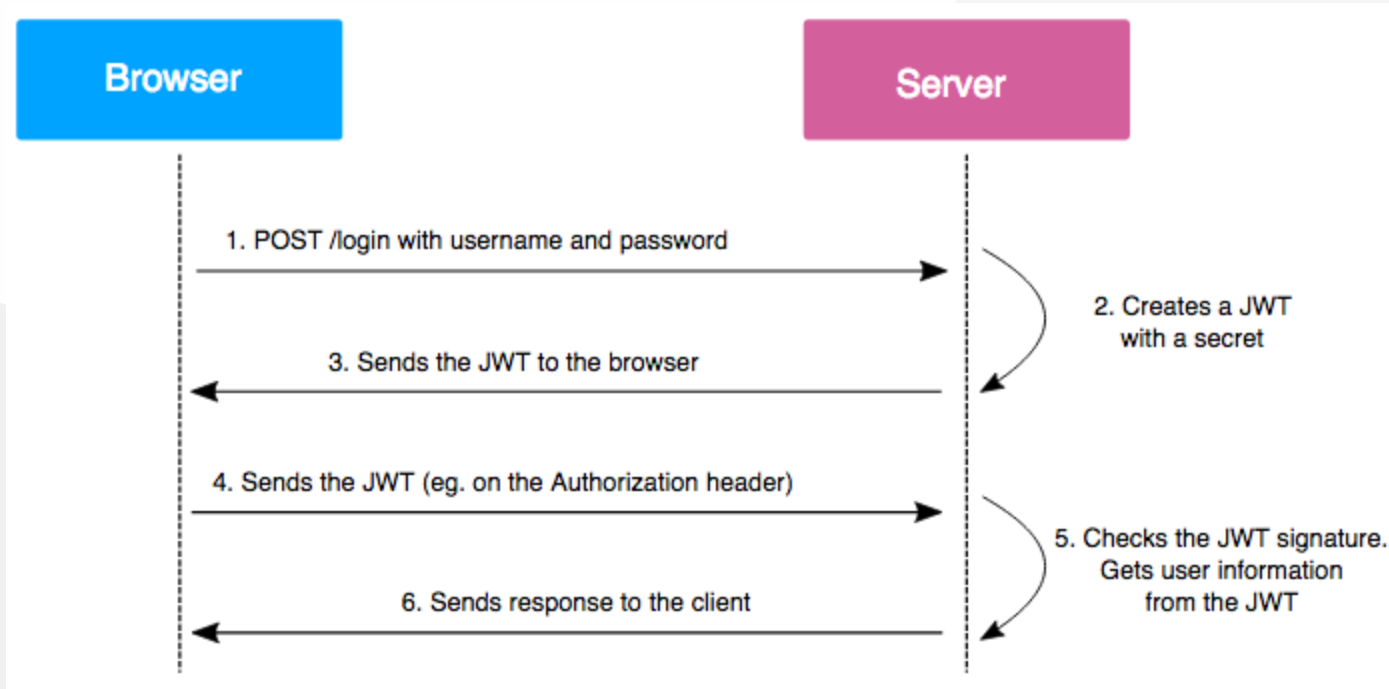 Browser
Server
1. POST /login with username and password
2. Creates a JWT
with a secret
3. Sends the JWT to the browser
4. Sends the JWT (eg. on the Authorization header)
5. Checks the JWT signature.
Gets user information
from the JWT
6. Sends response to the client